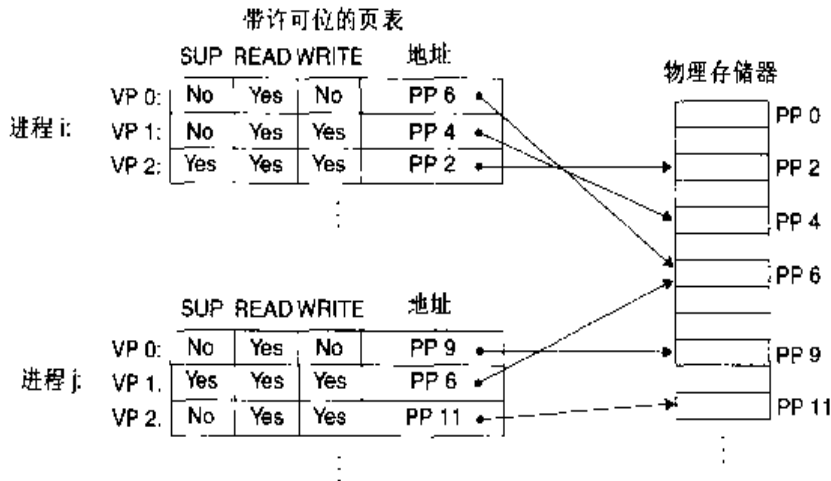 带许可位的页表
SUP READ WRITE 地址
物理存储器
进程 i:
VP 0: No Yes No PP 6
VP 1: No Yes Yes PP 4
VP 2: Yes Yes Yes PP 2
PP 0
PP 2
PP 4
PP 6
PP 9
PP 11
SUP READ WRITE 地址
进程 j:
VP 0: No Yes No PP 9
VP 1. Yes Yes Yes PP 6
VP 2. No Yes Yes PP 11